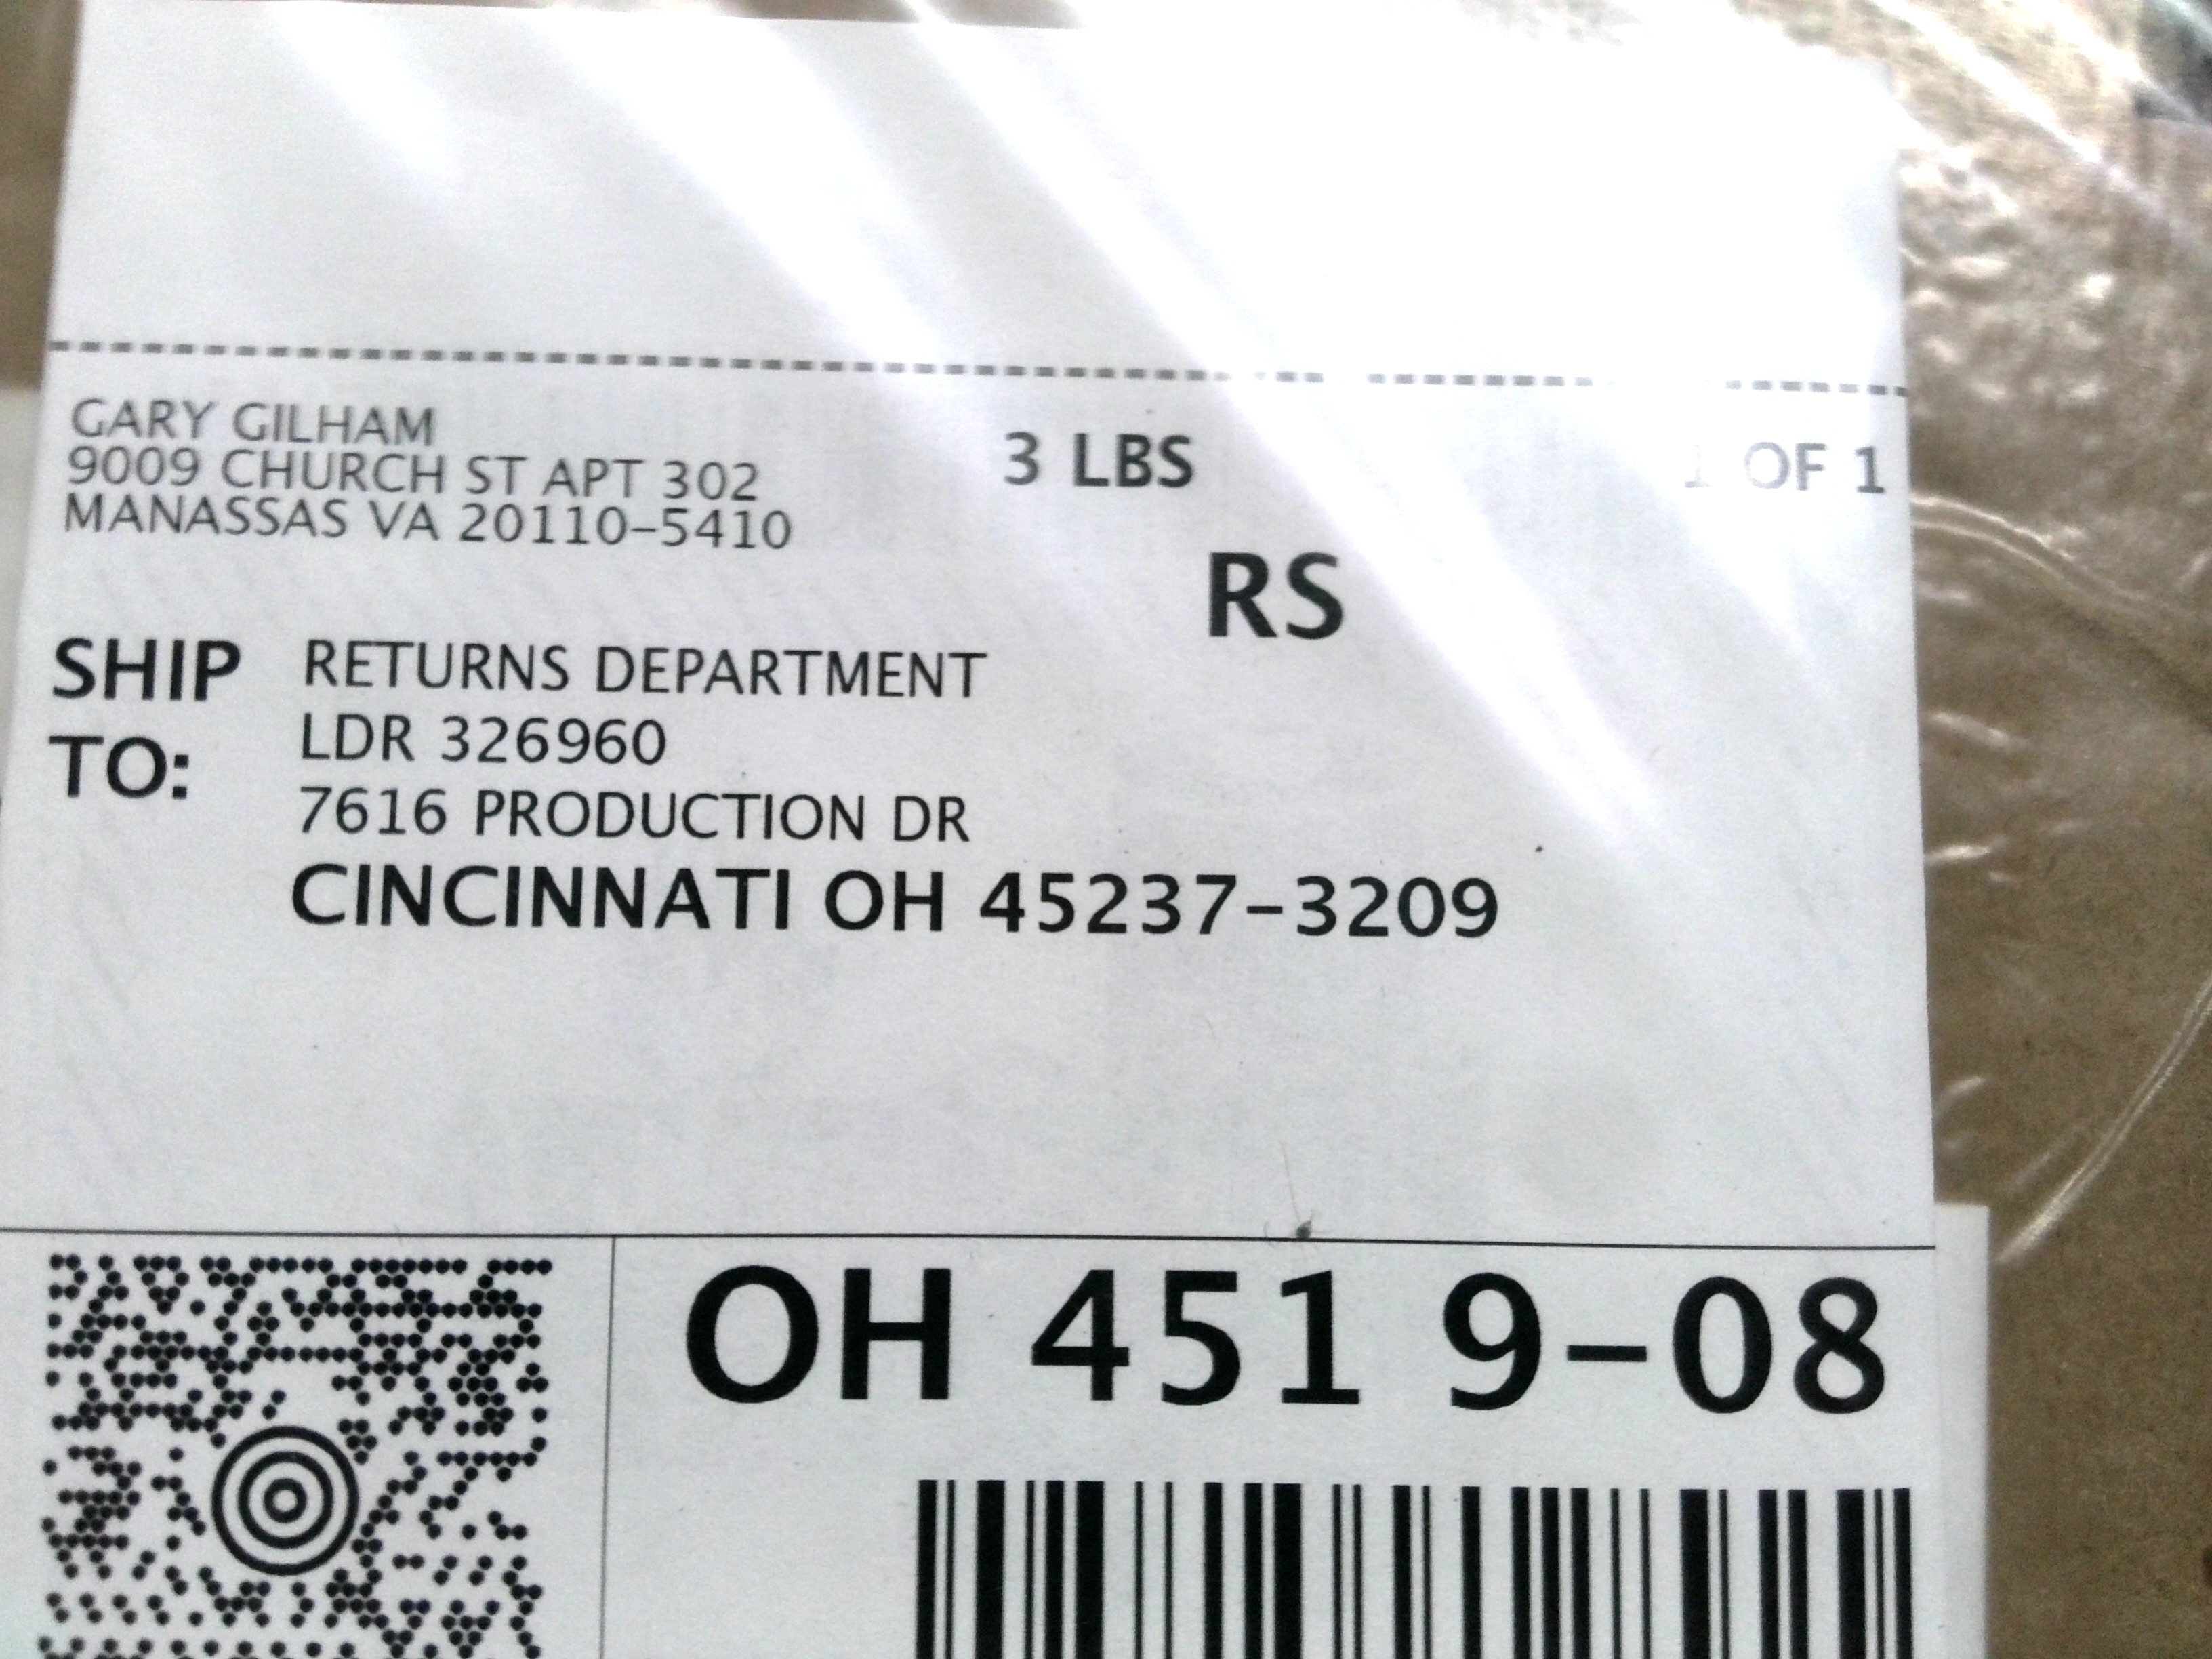 GARY GILHAM
9009 CHURCH ST APT 302
MANASSAS VA 20110-5410
3 LBS
1 OF 1
RS
SHIP TO:
RETURNS DEPARTMENT
LDR 326960
7616 PRODUCTION DR
CINCINNATI OH 45237-3209
OH 451 9-08